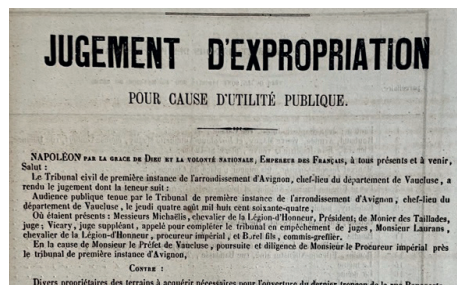 JUGEMENT D'EXPROPRIATION
POUR CAUSE D'UTILITÉ PUBLIQUE.
NAPOLÉON PAR LA GRACE DE DIEU ET LA VOLONTÉ NATIONALE, EMPEREUR DES FRANÇAIS, à tous présents et à venir,
Salut :
Le Tribunal civil de première instance de l'arrondissement d'Avignon, chef-lieu du département de Vaucluse, a
rendu le jugement dont la teneur suit :
Audience publique tenue par le Tribunal de première instance de l'arrondissement d'Avignon, chef-lieu du
département de Vaucluse, le jeudi quatre août mil huit cent soixante-quatre,
Où étaient présents : Messieurs Michaëlis, chevalier de la Légion-d'Honneur, Président; de Monier des Taillades,
juge; Vicary, juge suppléant, appelé pour compléter le tribunal en empêchement de juges, Monsieur Laurans,
chevalier de la Légion-d'Honneur, procureur impérial, et fils, commis-greffier.
En la cause de Monsieur le Préfet de Vaucluse, poursuite et diligence de Monsieur le Procureur impérial près
le tribunal de première instance d'Avignon,
CONTRE :
Divers propriétaires des terrains à acquérir nécessaires pour l'ouverture du dernier tronçon de la rue